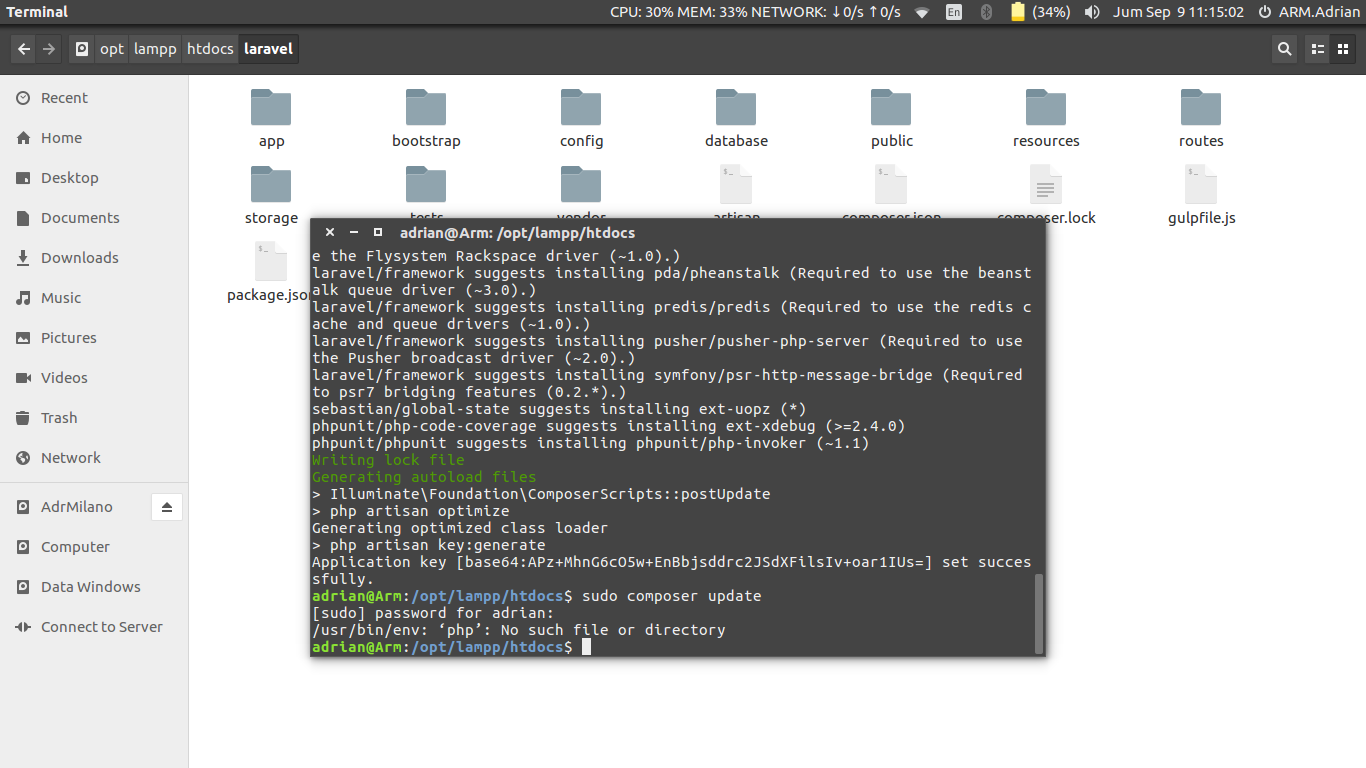 Terminal
CPU: 30% MEM: 33% NETWORK: ↓0/s ↑0/s
En
(34%)
Jum Sep 9 11:15:02
ARM.Adrian
opt
lampp
htdocs
laravel
Recent
Home
Desktop
Documents
Downloads
Music
Pictures
Videos
Trash
Network
AdrMilano
Computer
Data Windows
Connect to Server
app
bootstrap
config
database
public
resources
routes
storage
tests
vendor
artisan
composer.json
composer.lock
gulpfile.js
package.json
adrian@Arm: /opt/lampp/htdocs
e the Flysystem Rackspace driver (~1.0).)
laravel/framework suggests installing pda/pheanstalk (Required to use the beanst
alk queue driver (~3.0).)
laravel/framework suggests installing predis/predis (Required to use the redis c
ache and queue drivers (~1.0).)
laravel/framework suggests installing pusher/pusher-php-server (Required to use
the Pusher broadcast driver (~2.0).)
laravel/framework suggests installing symfony/psr-http-message-bridge (Required
to psr7 bridging features (0.2.*).)
sebastian/global-state suggests installing ext-uopz (*)
phpunit/php-code-coverage suggests installing ext-xdebug (>=2.4.0)
phpunit/phpunit suggests installing phpunit/php-invoker (~1.1)
Writing lock file
Generating autoload files
> Illuminate\Foundation\ComposerScripts::postUpdate
> php artisan optimize
Generating optimized class loader
> php artisan key:generate
Application key [base64:APz+MhnG6cO5w+EnBbjsddrc2JSdXFilsIv+oar1IUs=] set succes
sfully.
adrian@Arm:/opt/lampp/htdocs$ sudo composer update
[sudo] password for adrian:
/usr/bin/env: ‘php’: No such file or directory
adrian@Arm:/opt/lampp/htdocs$